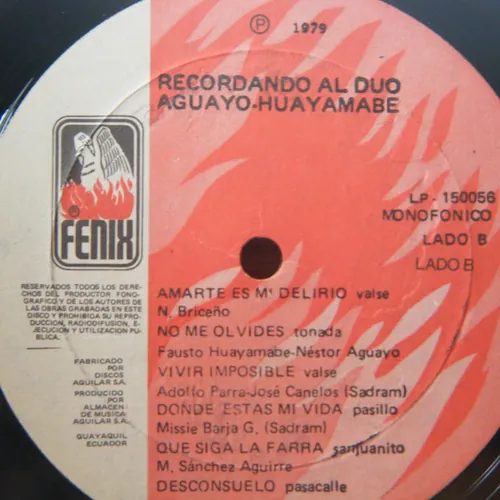 Ⓟ 1979
RECORDANDO AL DUO
AGUAYO-HUAYAMABE
LP - 150056
MONOFONICO
LADO B
LADO B
FENIX
RESERVADOS TODOS LOS DERE-
CHOS DEL PRODUCTOR FONO-
GRAFICO Y DE LOS AUTORES DE
LAS OBRAS GRABADAS EN ESTE
DISCO Y PROHIBIDA SU REPRO-
DUCCION, RADIODIFUSION, E-
JECUCION Y UTILIZACION PU-
BLICA.
FABRICADO
POR
DISCOS
AGUILAR S.A.
PRODUCIDO
POR
ALMACEN
DE MUSICA
AGUILAR S.A.
GUAYAQUIL
ECUADOR
AMARTE ES MI DELIRIO valse
N. Briceño
NO ME OLVIDES tonada
Fausto Huayamabe-Néstor Aguayo
VIVIR IMPOSIBLE valse
Adolfo Parra-José Canelos (Sadram)
DONDE ESTAS MI VIDA pasillo
Missie Barja G. (Sadram)
QUE SIGA LA FARRA sanjuanito
M. Sánchez Aguirre
DESCONSUELO pasacalle